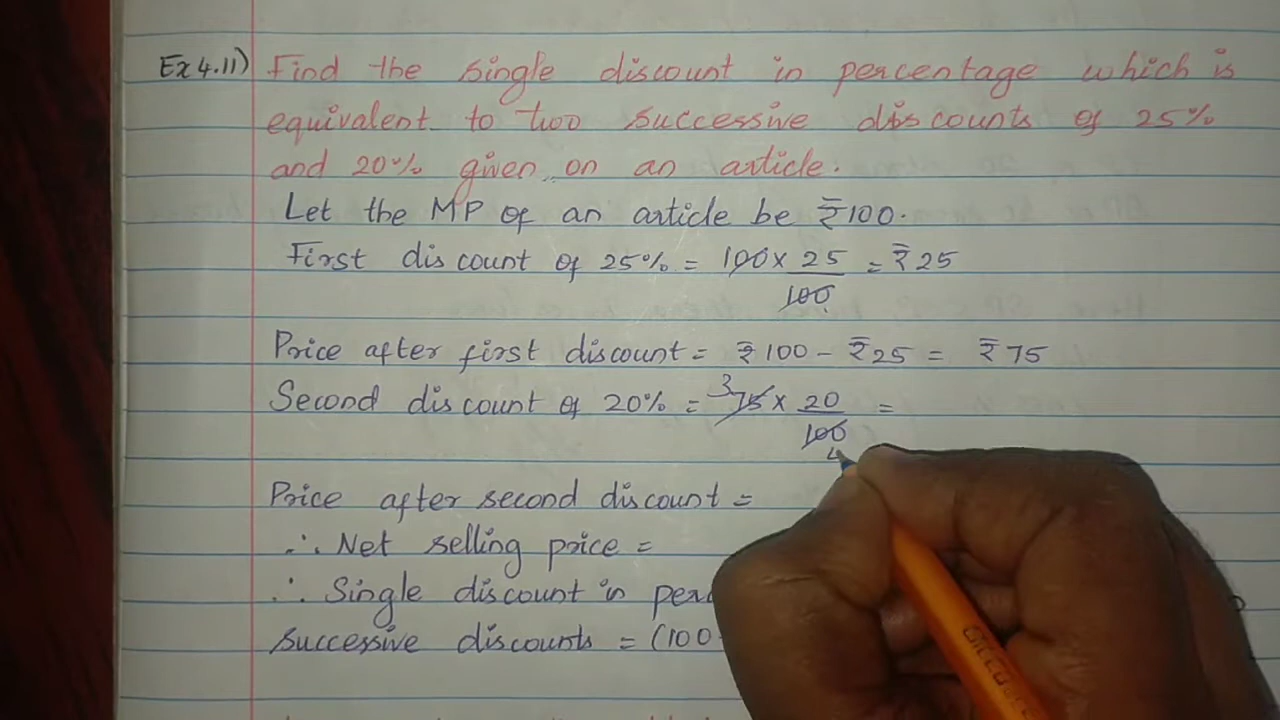 Ex 4.11) Find the single discount in percentage which is
equivalent to two successive discounts of 25%
and 20% given on an article.
Let the MP of an article be ₹100.
First discount of 25% = 100 × 25/100 = ₹25
Price after first discount = ₹100 - ₹25 = ₹75
Second discount of 20% = 3 75 × 20/100 =
4
Price after second discount =
∴ Net selling price =
∴ Single discount in
successive discounts = (100